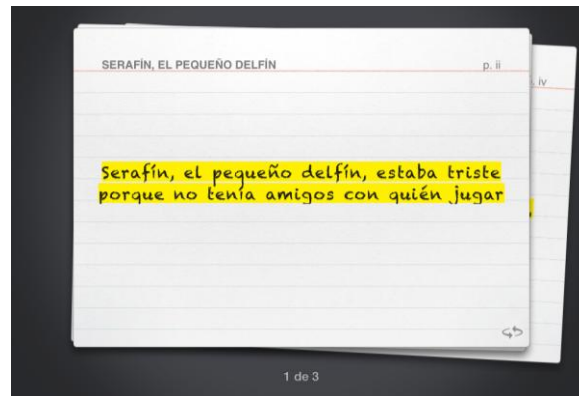 SERAFÍN, EL PEQUEÑO DELFÍN p. ii
iv
Serafín, el pequeño delfín, estaba triste
porque no tenía amigos con quién jugar
1 de 3